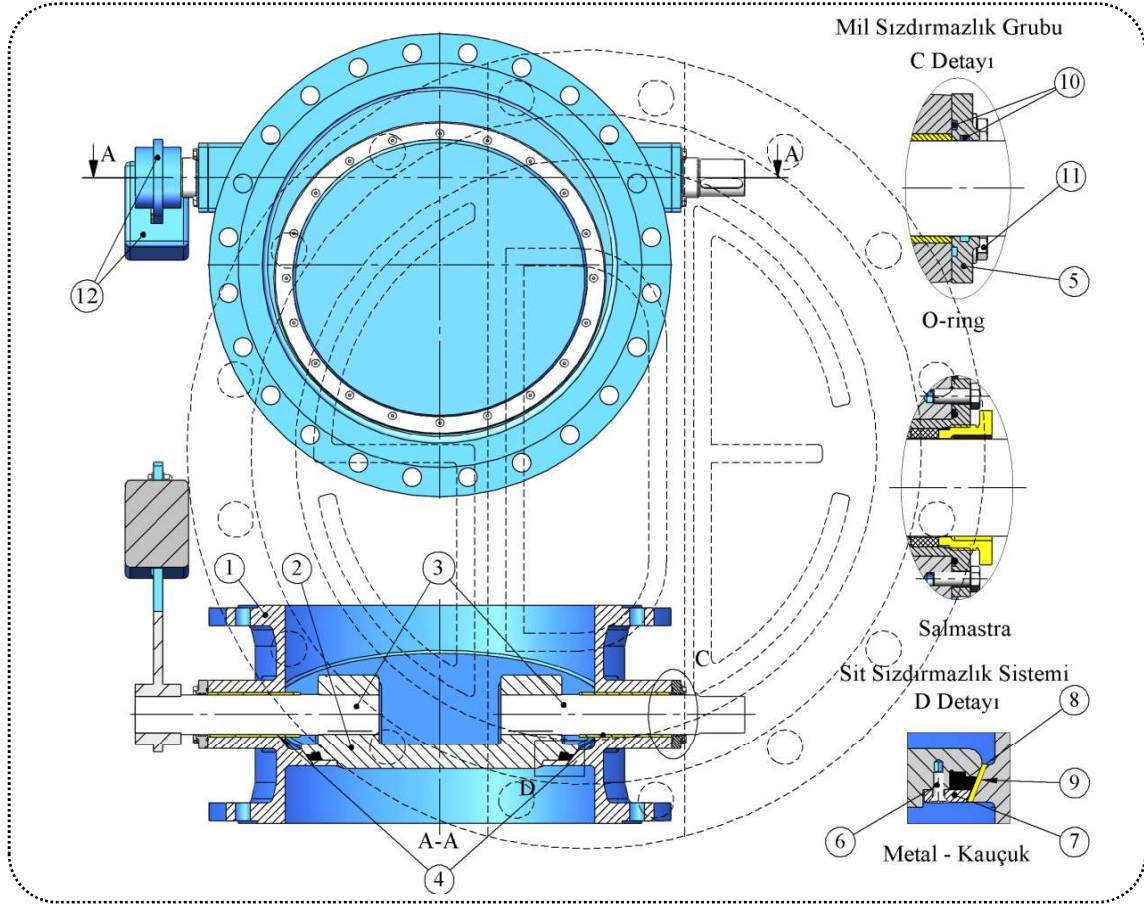 Mil Sızdırmazlık Grubu
C Detayı
10
A
A
11
12
5
O-ring
1
2
3
C
Salmastra
Sit Sızdırmazlık Sistemi
D Detayı
8
9
D
A-A
6
7
4
Metal - Kauçuk